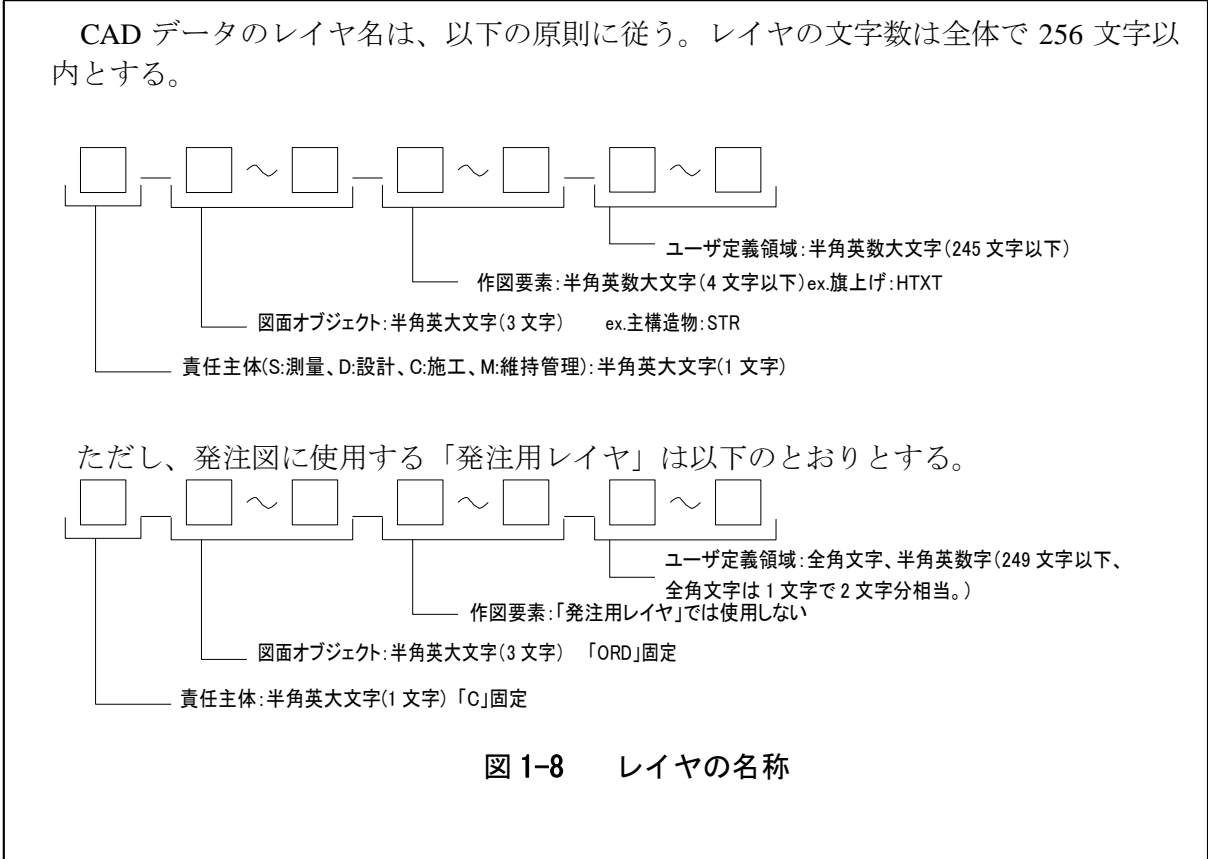 CAD データのレイヤ名は、以下の原則に従う。レイヤの文字数は全体で 256 文字以
内とする。
□－□～□－□～□－□～□
ユーザ定義領域：半角英数大文字（245 文字以下）
作図要素：半角英数大文字（4 文字以下）ex.旗上げ：HTXT
図面オブジェクト：半角英大文字（3 文字） ex.主構造物：STR
責任主体(S:測量、D:設計、C:施工、M:維持管理)：半角英大文字(1 文字)
ただし、発注図に使用する「発注用レイヤ」は以下のとおりとする。
□－□～□－□～□－□～□
ユーザ定義領域：全角文字、半角英数字（249 文字以下、
全角文字は 1 文字で 2 文字分相当。）
作図要素：「発注用レイヤ」では使用しない
図面オブジェクト：半角英大文字（3 文字） 「ORD」固定
責任主体：半角英大文字(1 文字)「C」固定
図 1-8 レイヤの名称